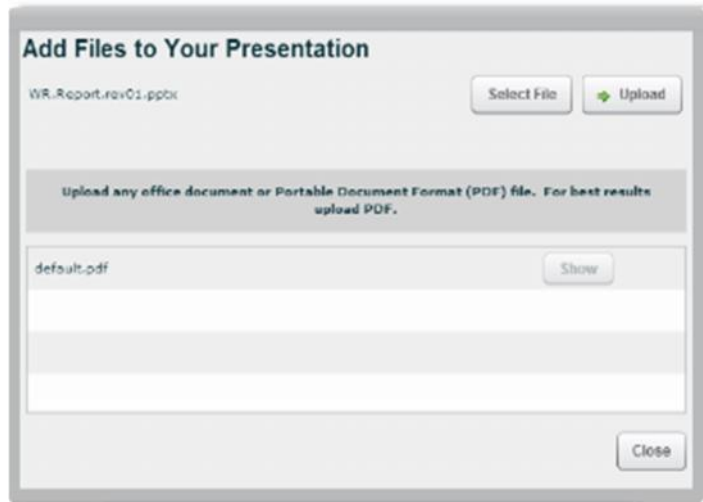 Add Files to Your Presentation
WR.Report.rev01.pptx
Select File
Upload
Upload any office document or Portable Document Format (PDF) file. For best results
upload PDF.
default.pdf
Show
Close